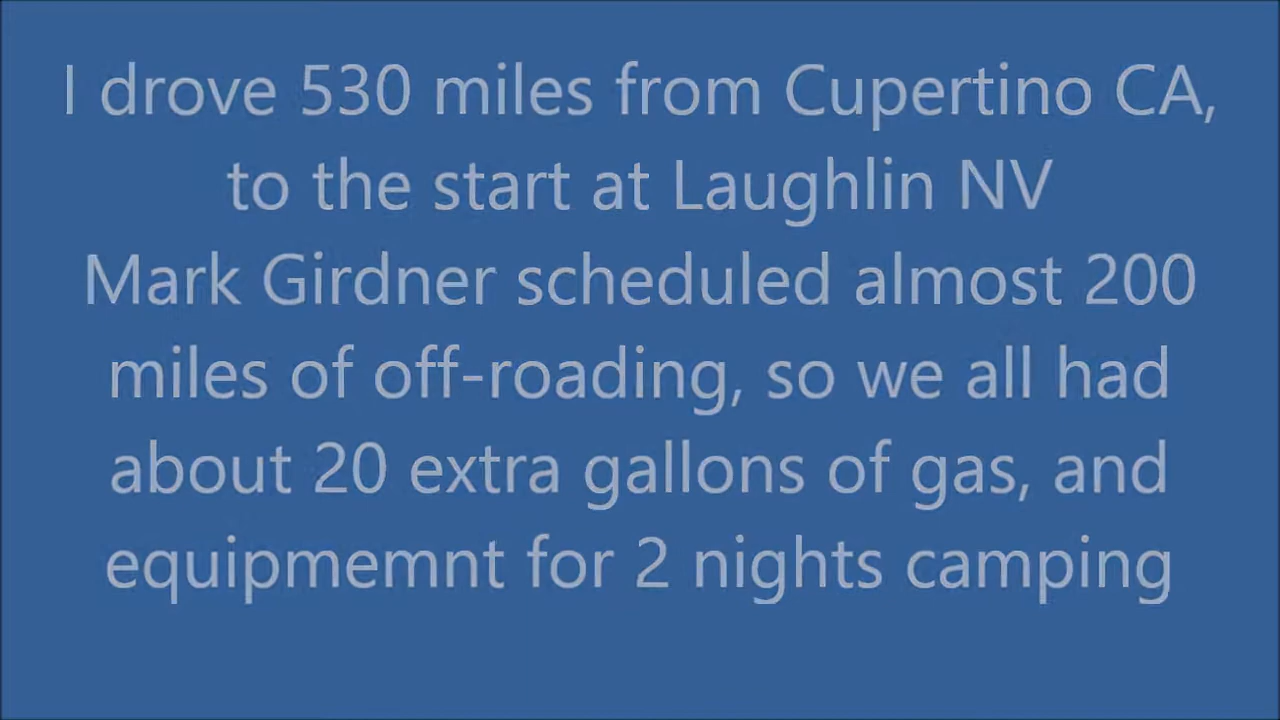 I drove 530 miles from Cupertino CA,
to the start at Laughlin NV
Mark Girdner scheduled almost 200
miles of off-roading, so we all had
about 20 extra gallons of gas, and
equipmemnt for 2 nights camping